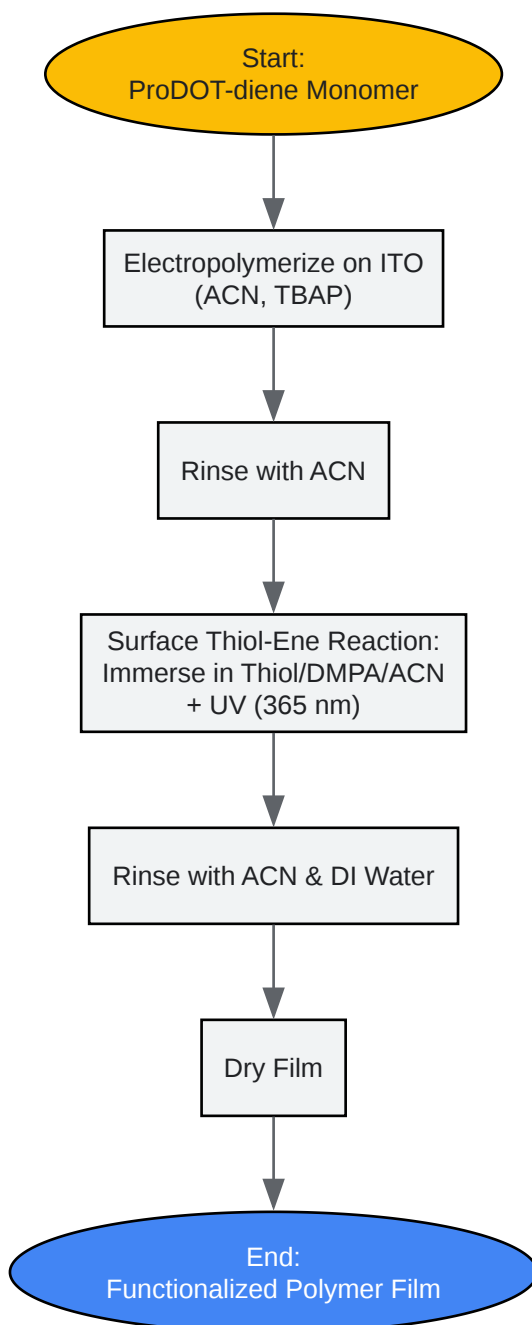 Start:
ProDOT-diene Monomer
Electropolymerize on ITO
(ACN, TBAP)
Rinse with ACN
Surface Thiol-Ene Reaction:
Immerse in Thiol/DMPA/ACN
+ UV (365 nm)
Rinse with ACN & DI Water
Dry Film
End:
Functionalized Polymer Film